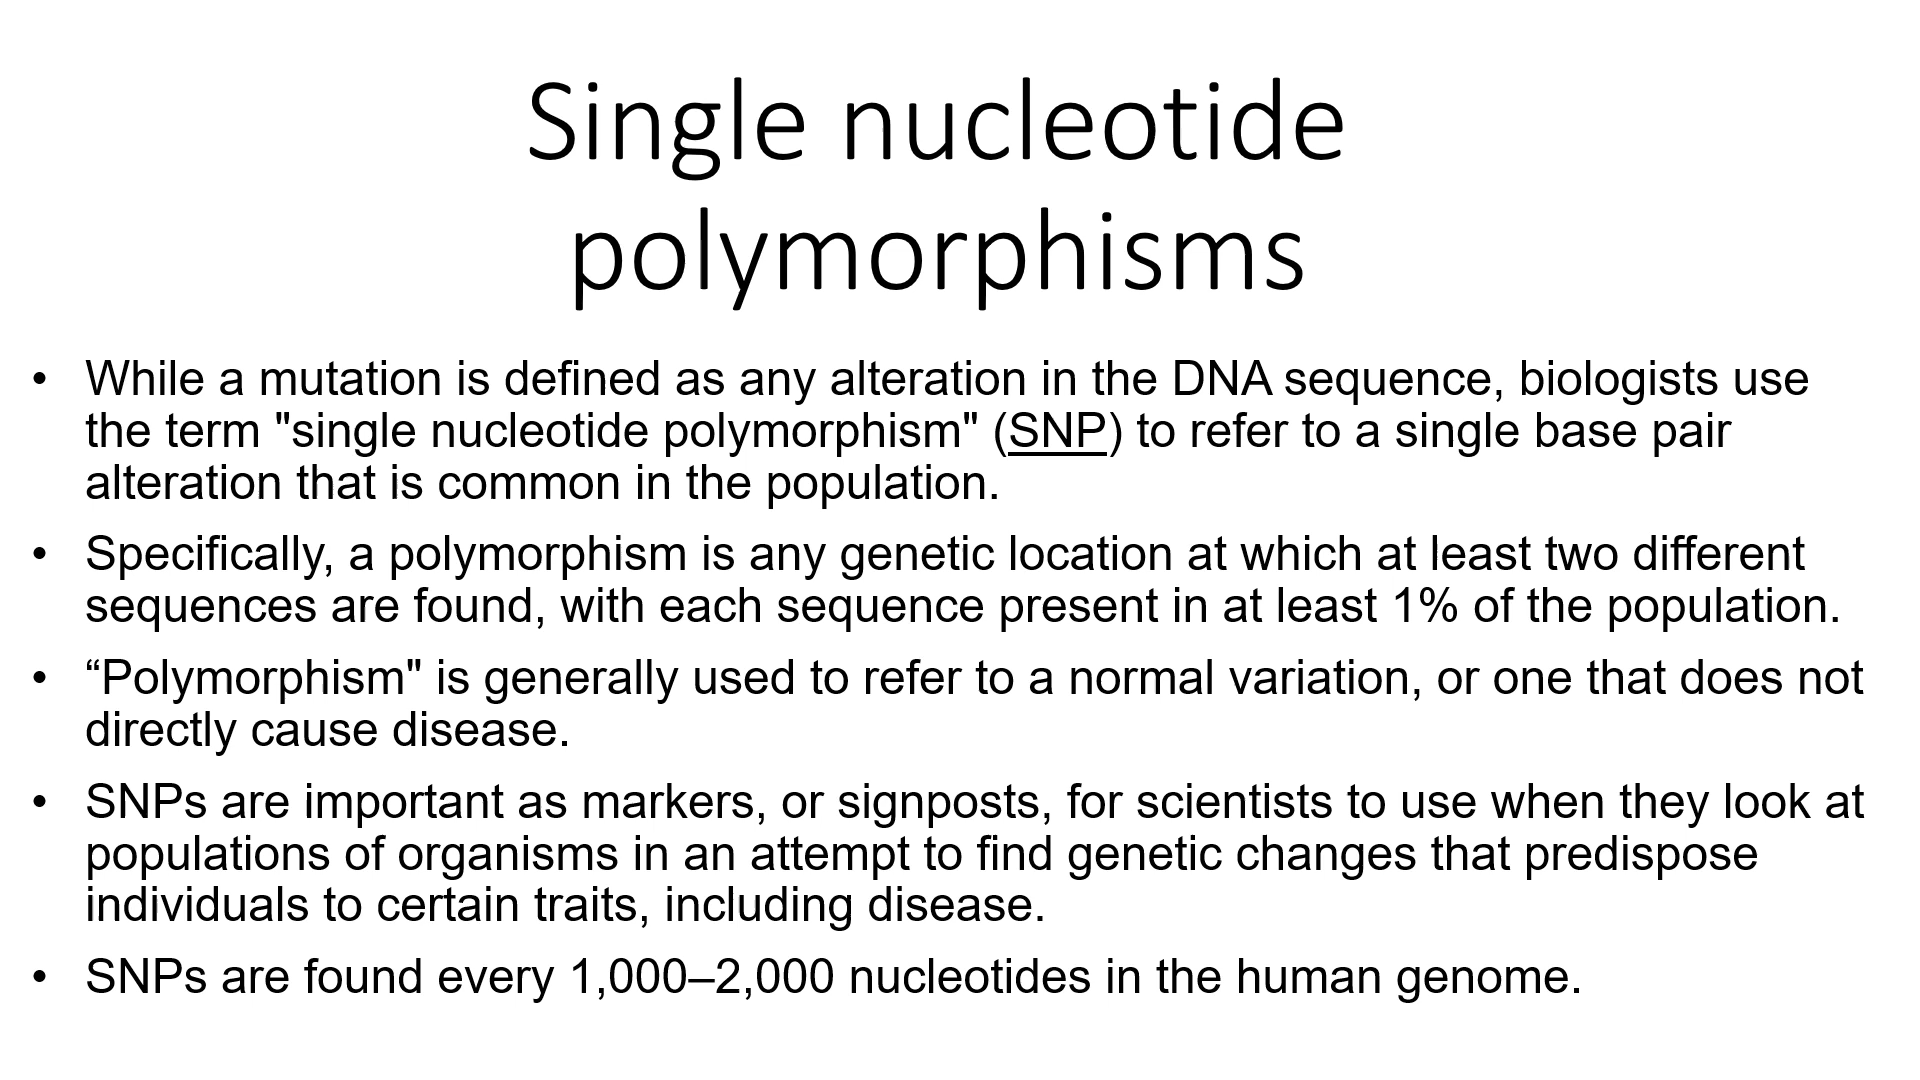 Single nucleotide
polymorphisms
• While a mutation is defined as any alteration in the DNA sequence, biologists use
the term "single nucleotide polymorphism" (SNP) to refer to a single base pair
alteration that is common in the population.
• Specifically, a polymorphism is any genetic location at which at least two different
sequences are found, with each sequence present in at least 1% of the population.
• “Polymorphism" is generally used to refer to a normal variation, or one that does not
directly cause disease.
• SNPs are important as markers, or signposts, for scientists to use when they look at
populations of organisms in an attempt to find genetic changes that predispose
individuals to certain traits, including disease.
• SNPs are found every 1,000–2,000 nucleotides in the human genome.